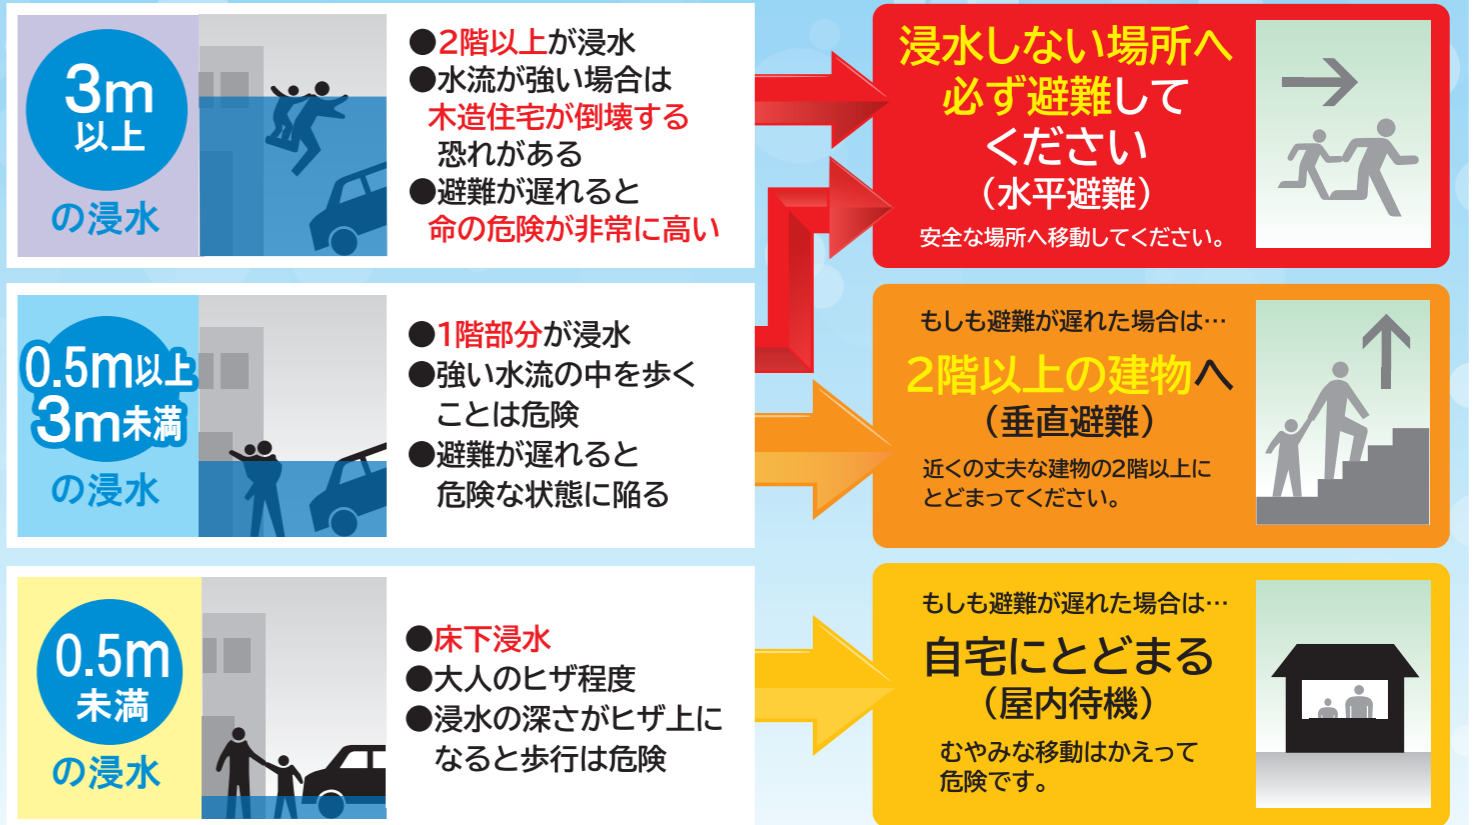 3m
以上
の浸水
●2階以上が浸水
●水流が強い場合は
木造住宅が倒壊する
恐れがある
●避難が遅れると
命の危険が非常に高い
浸水しない場所へ
必ず避難して
ください
（水平避難）
安全な場所へ移動してください。
0.5m以上
3m未満
の浸水
●1階部分が浸水
●強い水流の中を歩く
ことは危険
●避難が遅れると
危険な状態に陥る
もしも避難が遅れた場合は…
2階以上の建物へ
（垂直避難）
近くの丈夫な建物の2階以上に
とどまってください。
0.5m
未満
の浸水
●床下浸水
●大人のヒザ程度
●浸水の深さがヒザ上に
なると歩行は危険
もしも避難が遅れた場合は…
自宅にとどまる
（屋内待機）
むやみな移動はかえって
危険です。